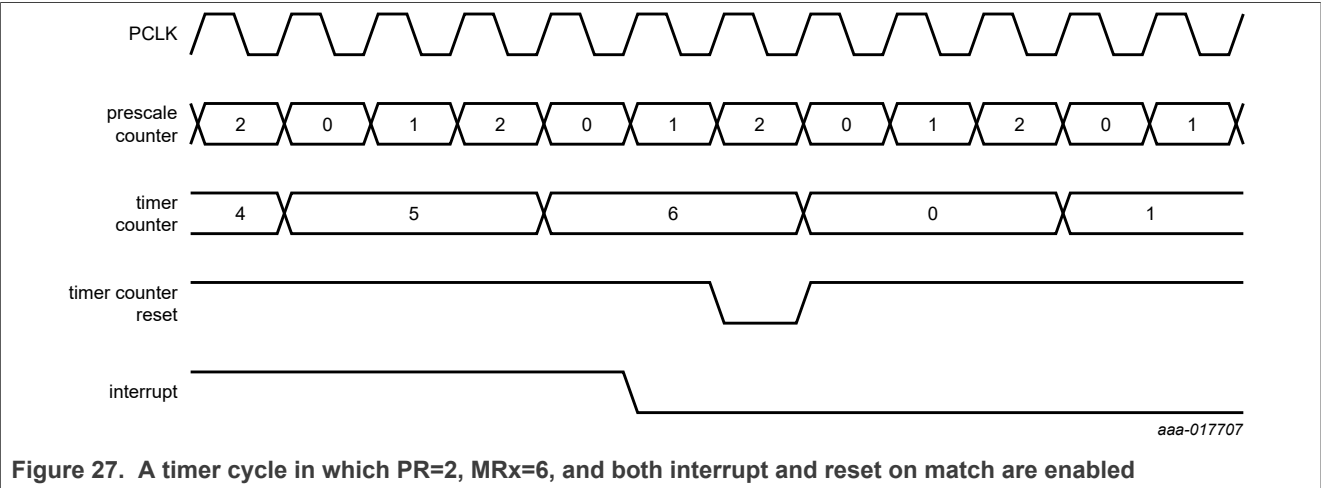 PCLK
prescale
counter
2 0 1 2 0 1 2 0 1 2 0 1
timer
counter
4 5 6 0 1
timer counter
reset
interrupt
aaa-017707
Figure 27. A timer cycle in which PR=2, MRx=6, and both interrupt and reset on match are enabled